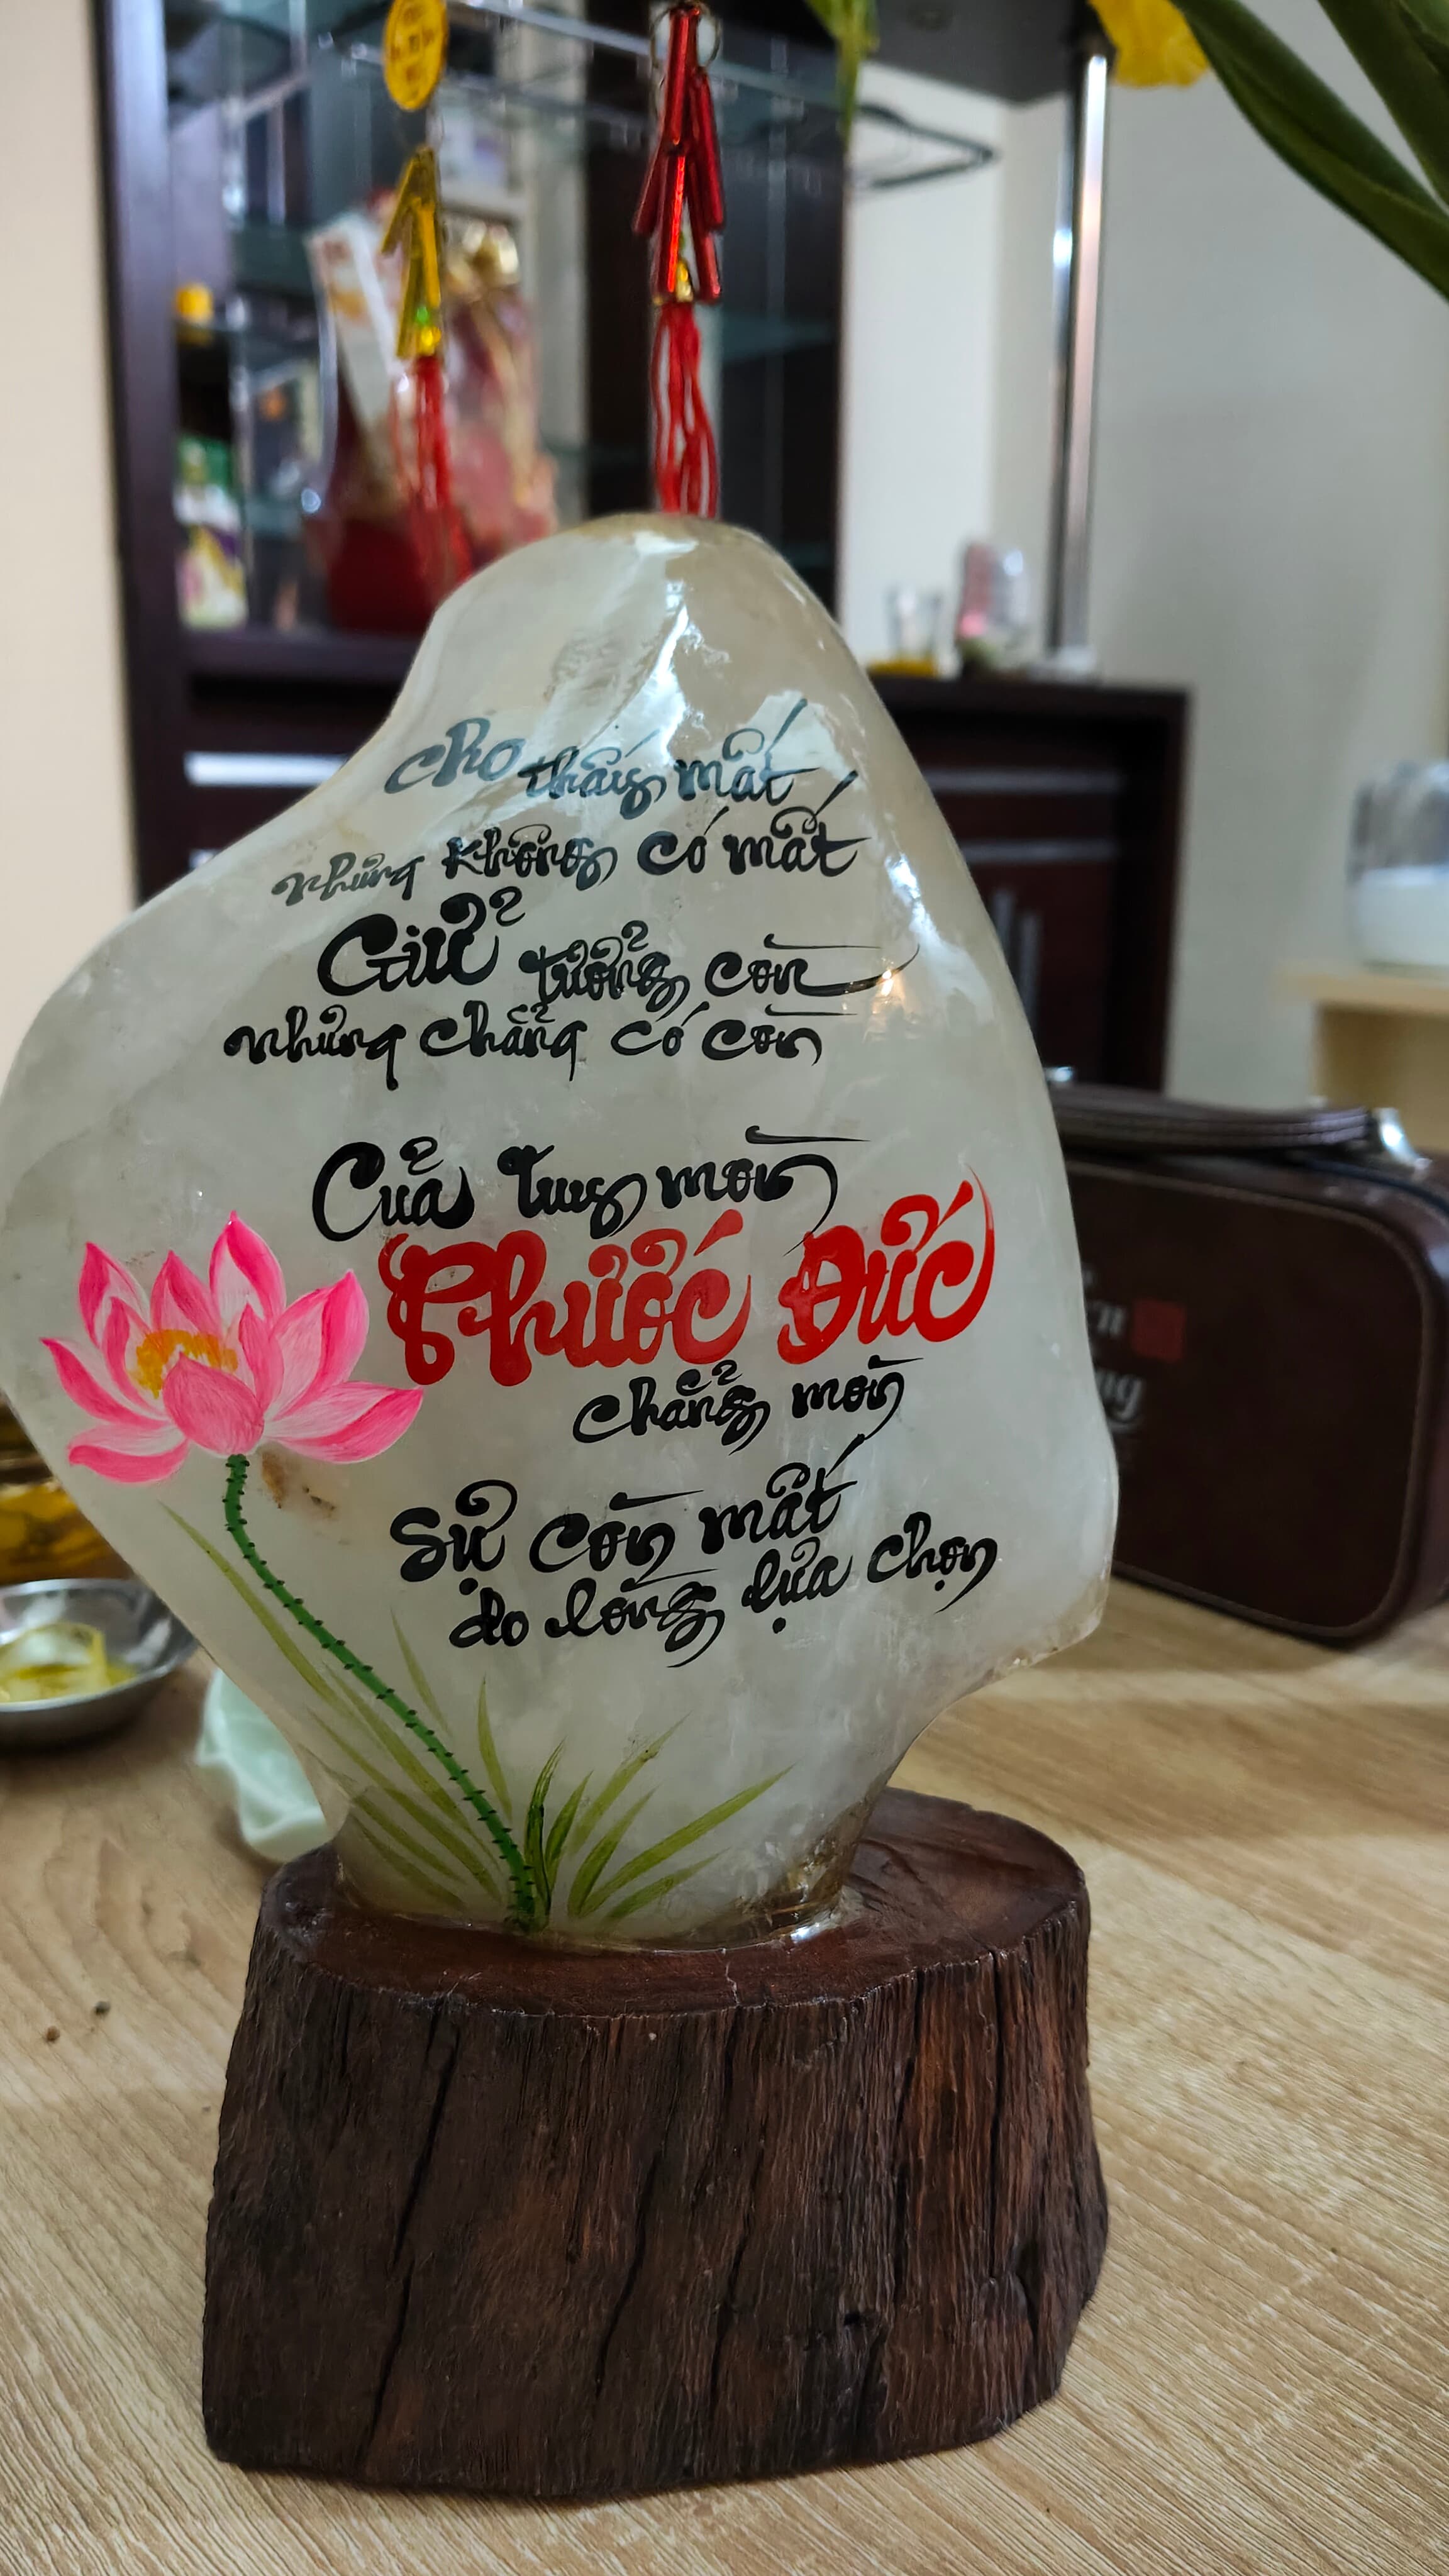 Cho thấy mất
nhưng không có mất
Giữ tưởng còn
nhưng chẳng có còn
Của tuy mòn
Phước Đức
chẳng mòn
Sự còn mất
do lòng lựa chọn